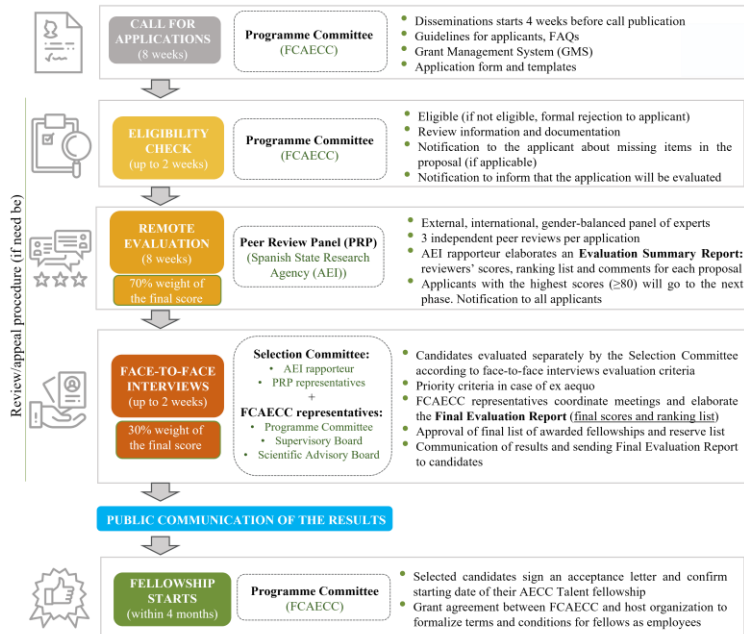 CALL FOR
APPLICATIONS
(8 weeks)
Programme Committee
(FCAECC)
• Disseminations starts 4 weeks before call publication
• Guidelines for applicants, FAQs
• Grant Management System (GMS)
• Application form and templates
Review/appeal procedure (if need be)
ELIGIBILITY
CHECK
(up to 2 weeks)
Programme Committee
(FCAECC)
• Eligible (if not eligible, formal rejection to applicant)
• Review information and documentation
• Notification to the applicant about missing items in the
proposal (if applicable)
• Notification to inform that the application will be evaluated
REMOTE
EVALUATION
(8 weeks)
70% weight of
the final score
Peer Review Panel (PRP)
(Spanish State Research
Agency (AEI))
• External, international, gender-balanced panel of experts
• 3 independent peer reviews per application
• AEI rapporteur elaborates an Evaluation Summary Report:
reviewers' scores, ranking list and comments for each proposal
• Applicants with the highest scores (≥80) will go to the next
phase. Notification to all applicants
FACE-TO-FACE
INTERVIEWS
(up to 2 weeks)
30% weight of
the final score
Selection Committee:
• AEI rapporteur
• PRP representatives
+
FCAECC representatives:
• Programme Committee
• Supervisory Board
• Scientific Advisory Board
• Candidates evaluated separately by the Selection Committee
according to face-to-face interviews evaluation criteria
• Priority criteria in case of ex aequo
• FCAECC representatives coordinate meetings and elaborate
the Final Evaluation Report (final scores and ranking list)
• Approval of final list of awarded fellowships and reserve list
• Communication of results and sending Final Evaluation Report
to candidates
PUBLIC COMMUNICATION OF THE RESULTS
FELLOWSHIP
STARTS
(within 4 months)
Programme Committee
(FCAECC)
• Selected candidates sign an acceptance letter and confirm
starting date of their AECC Talent fellowship
• Grant agreement between FCAECC and host organization to
formalize terms and conditions for fellows as employees